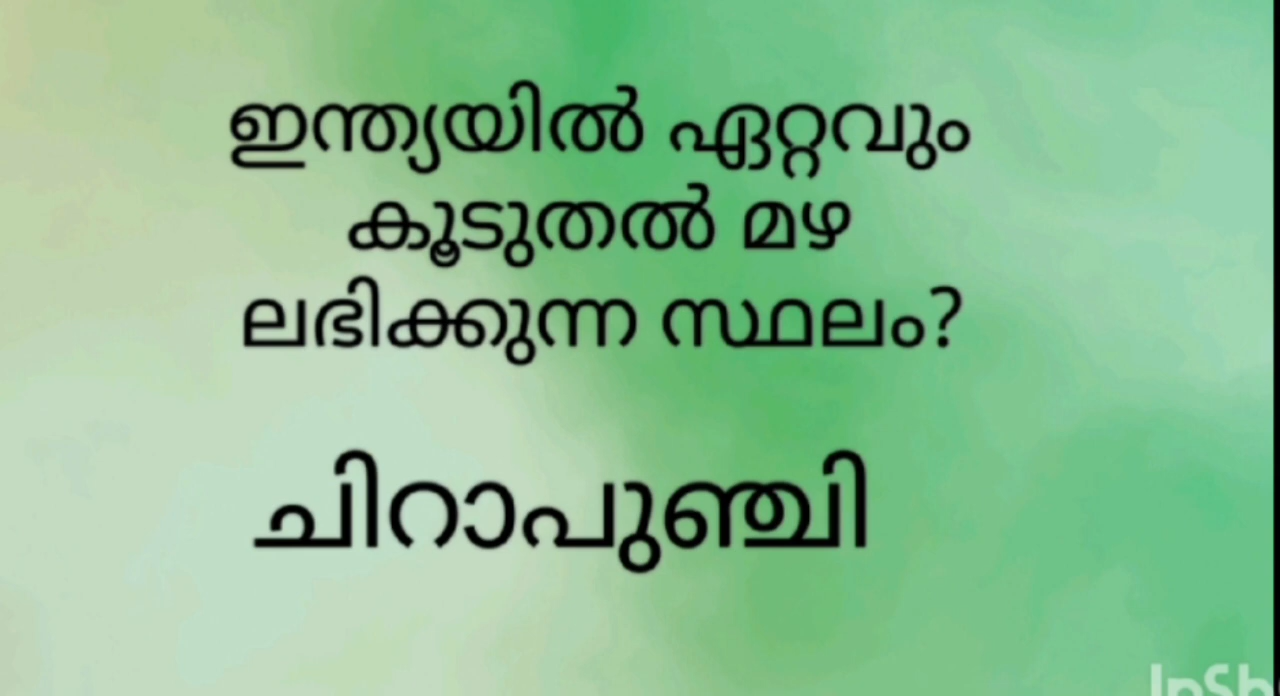 ഇന്ത്യയിൽ ഏറ്റവും
കൂടുതൽ മഴ
ലഭിക്കുന്ന സ്ഥലം?
ചിറാപുഞ്ചി